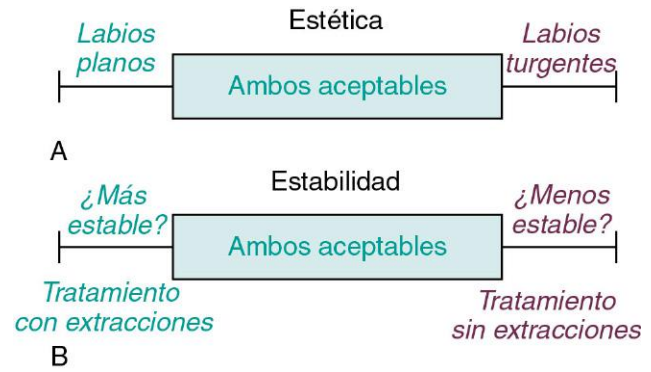 Estética
Labios
planos
Ambos aceptables
Labios
turgentes
A
Estabilidad
¿Más
estable?
Ambos aceptables
¿Menos
estable?
Tratamiento
con extracciones
Tratamiento
sin extracciones
B